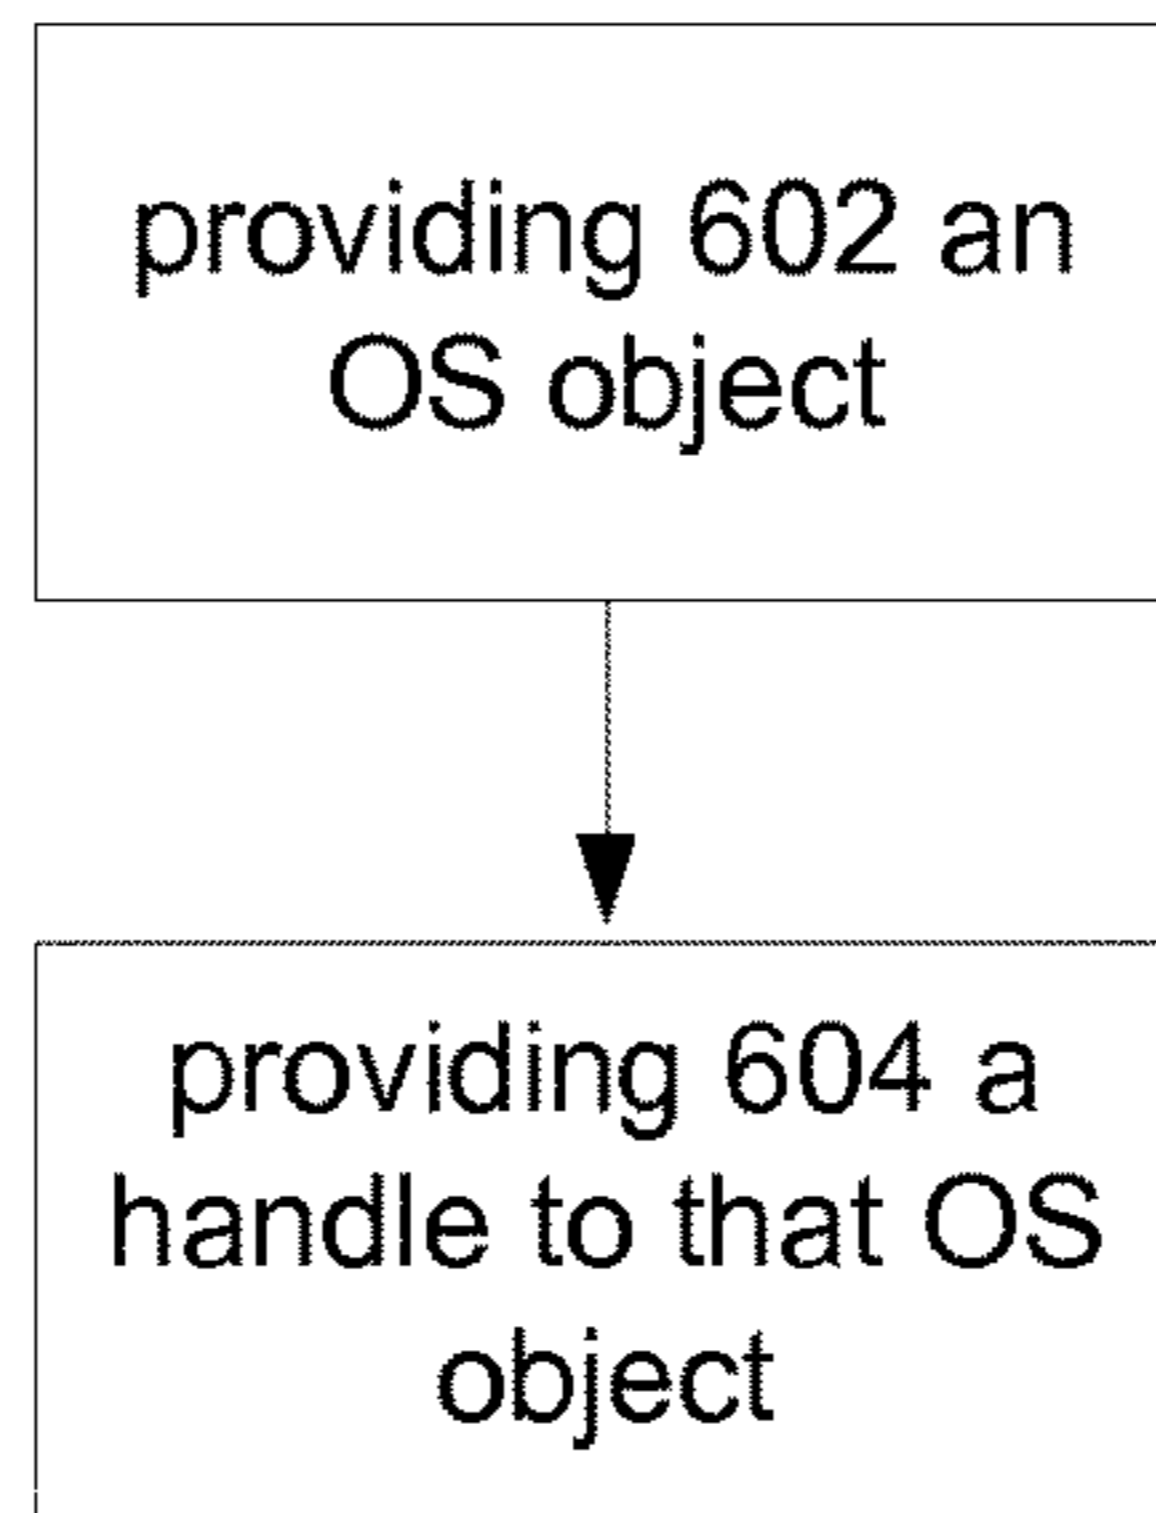 providing 602 an
OS object
providing 604 a
handle to that OS
object